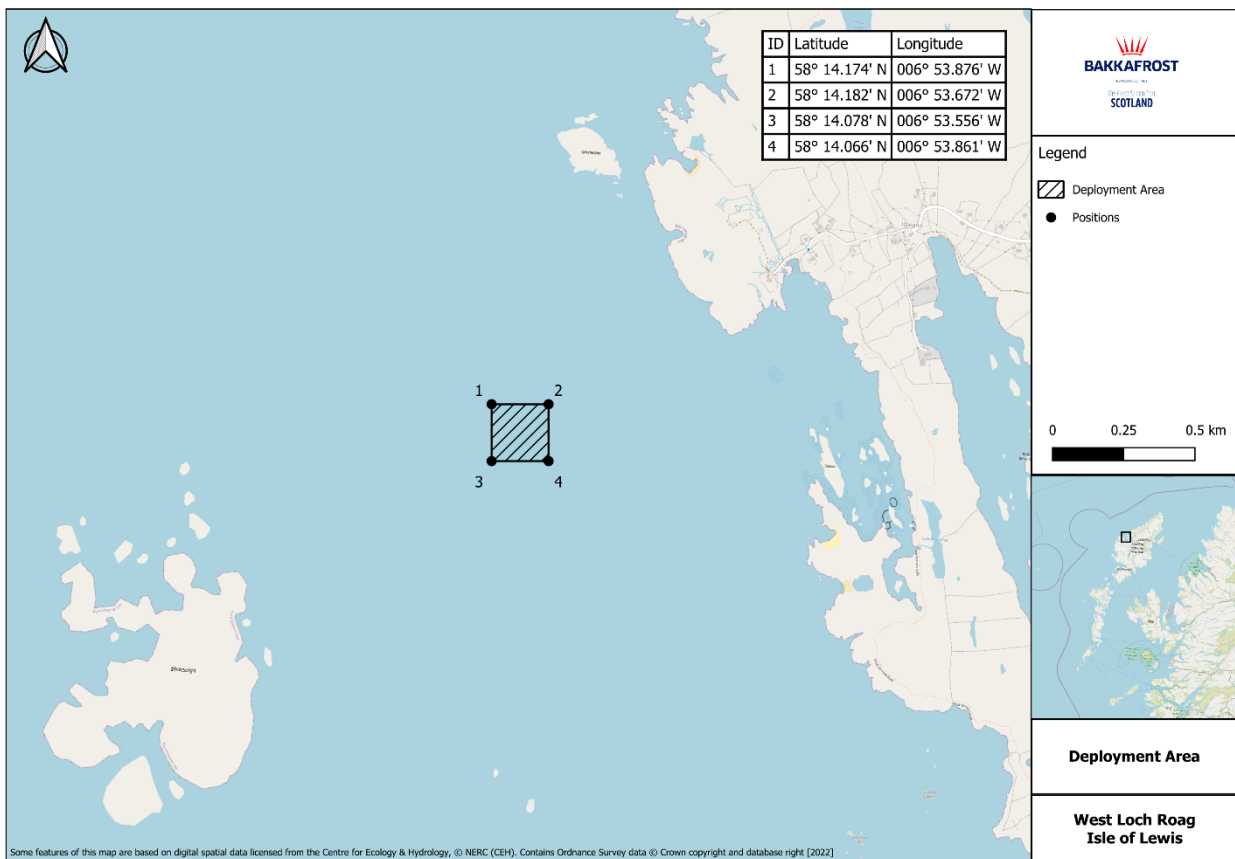 ID Latitude Longitude
1 58° 14.174' N 006° 53.876' W
2 58° 14.182' N 006° 53.672' W
3 58° 14.078' N 006° 53.556' W
4 58° 14.066' N 006° 53.861' W
BAKKAFROST
SCOTLAND
Legend
Deployment Area
Positions
0 0.25 0.5 km
1 2
3 4
Deployment Area
West Loch Roag
Isle of Lewis
Some features of this map are based on digital spatial data licensed from the Centre for Ecology & Hydrology, © NERC (CEH). Contains Ordnance Survey data © Crown copyright and database right [2022]